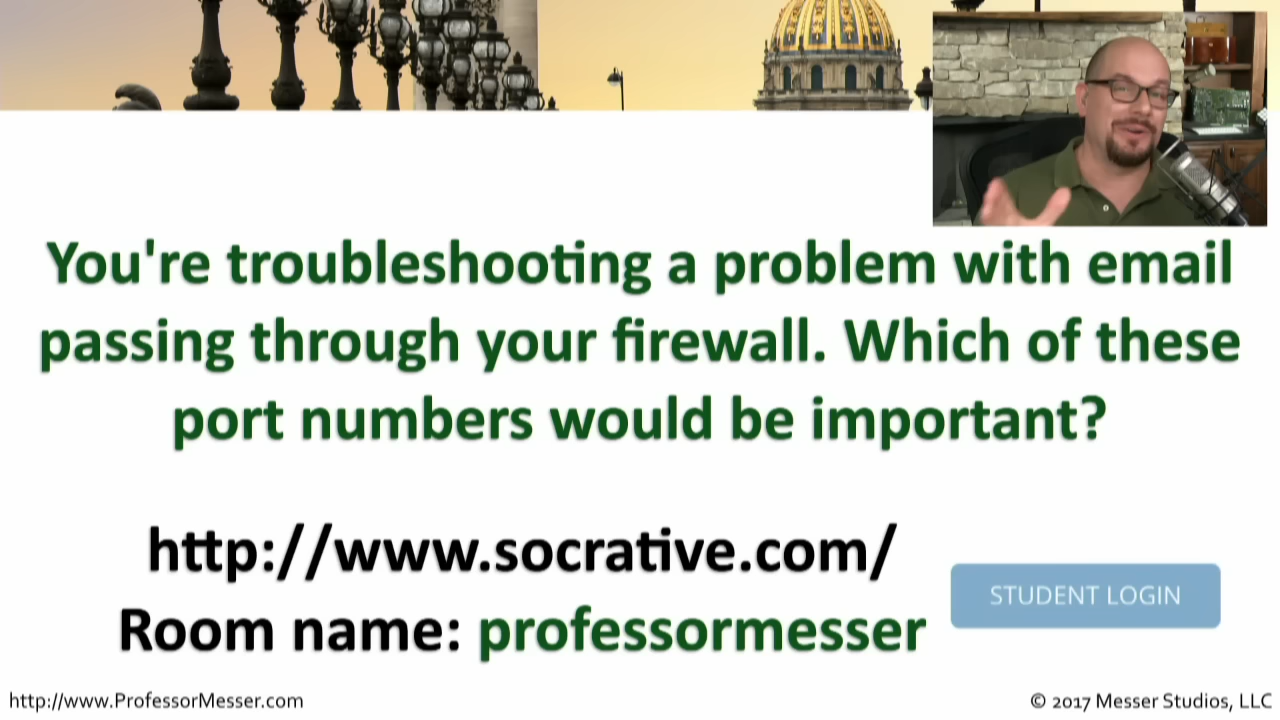 You're troubleshooting a problem with email
passing through your firewall. Which of these
port numbers would be important?
http://www.socrative.com/
STUDENT LOGIN
Room name: professormesser
http://www.ProfessorMesser.com
© 2017 Messer Studios, LLC